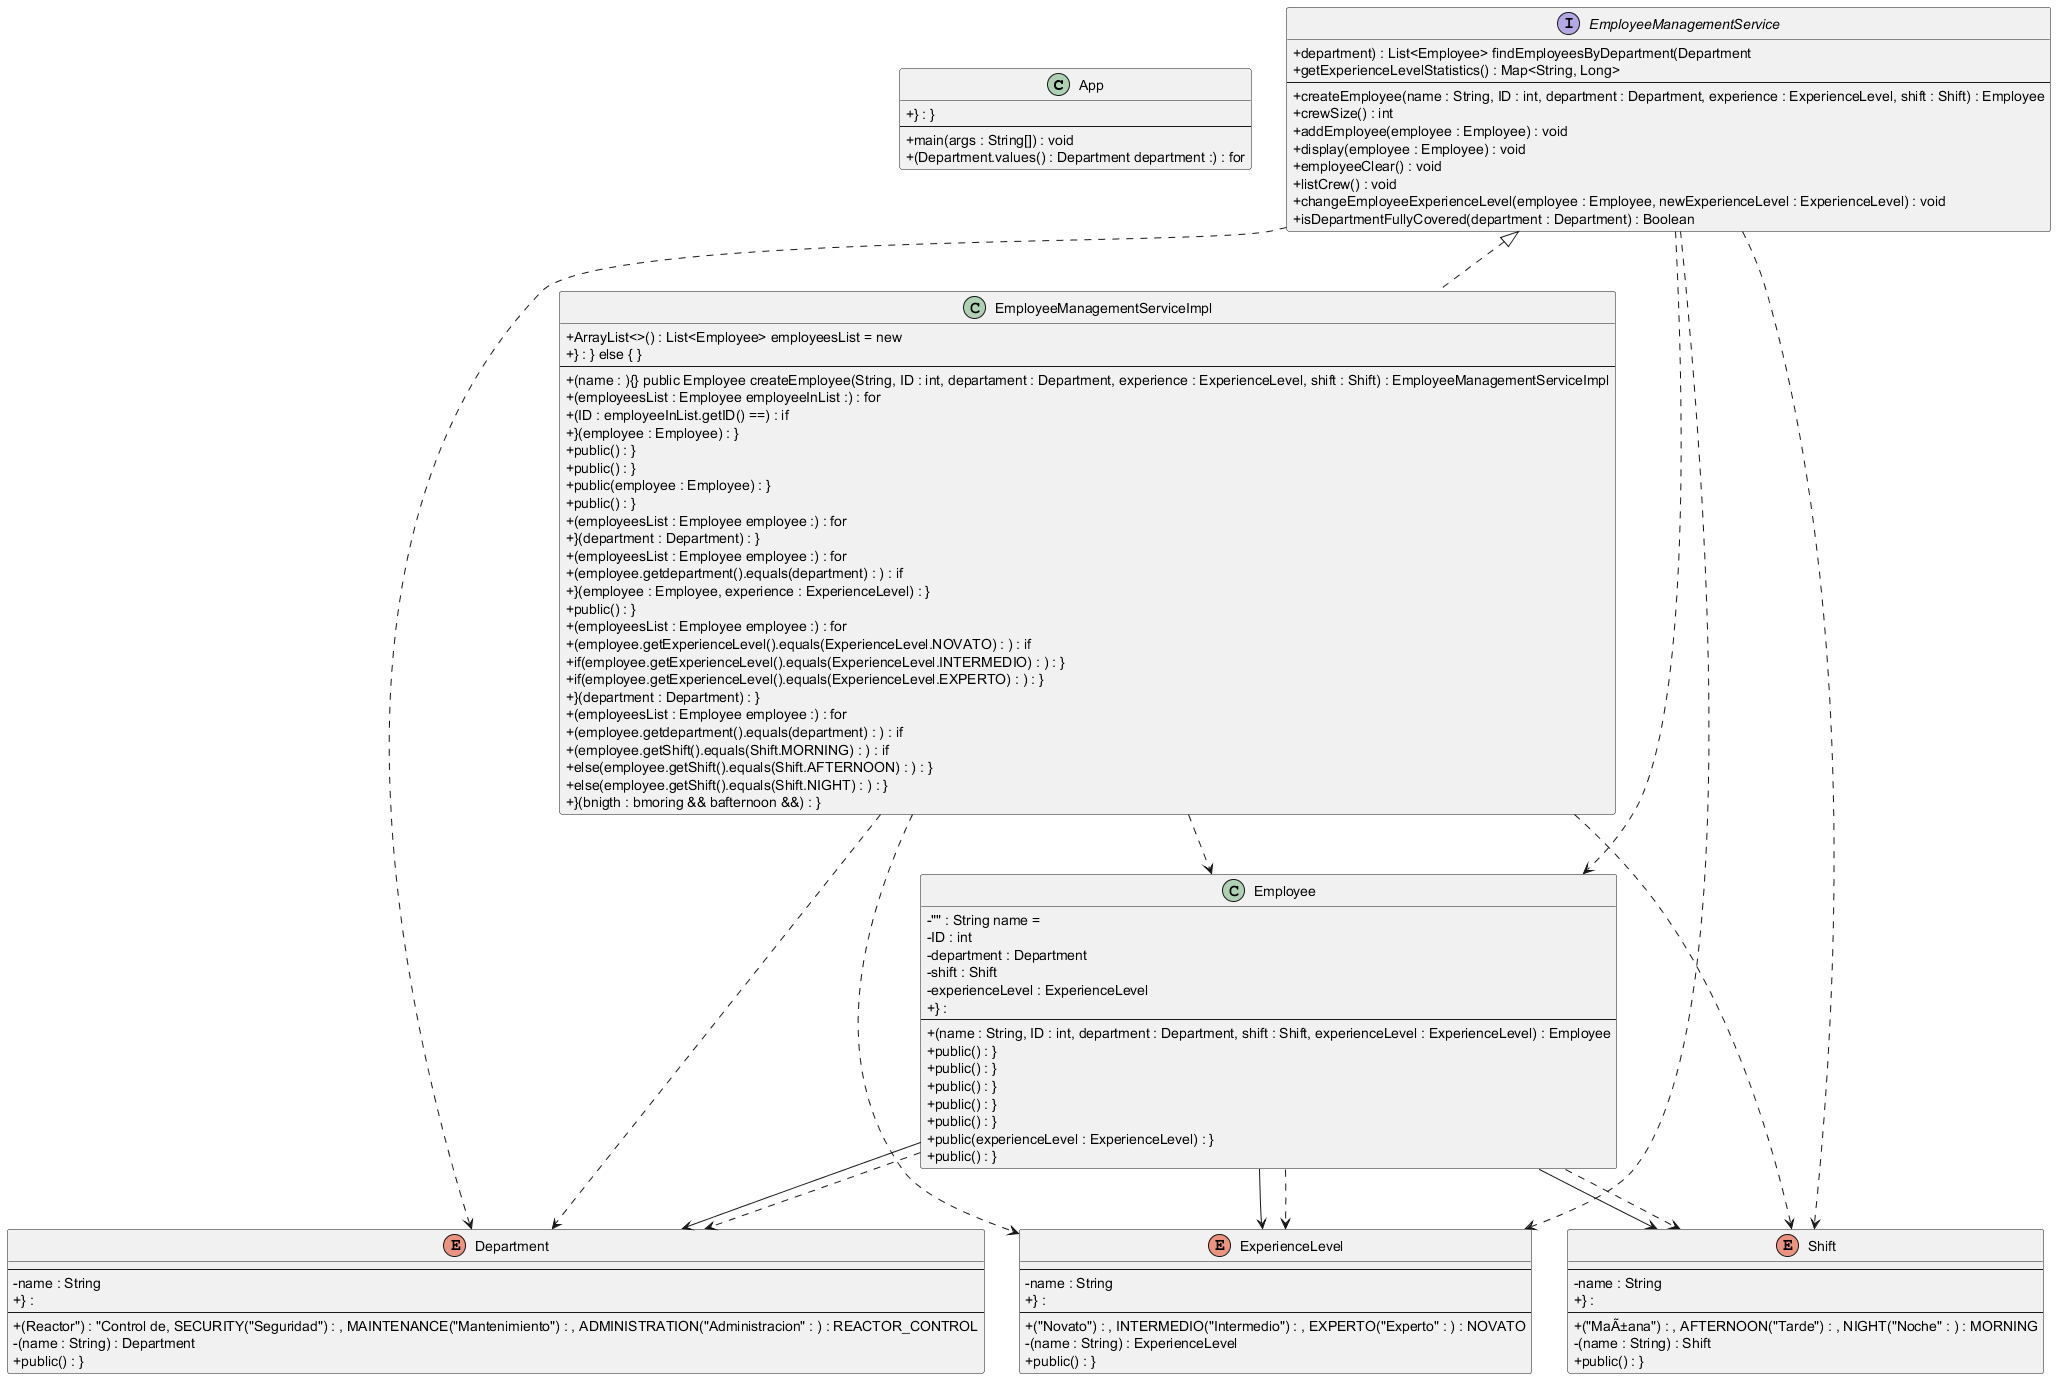 I EmployeeManagementService
+department) : List<Employee> findEmployeesByDepartment(Department
+getExperienceLevelStatistics() : Map<String, Long>
+createEmployee(name : String, ID : int, department : Department, experience : ExperienceLevel, shift : Shift) : Employee
+crewSize() : int
+addEmployee(employee : Employee) : void
+display(employee : Employee) : void
+employeeClear() : void
+listCrew() : void
+changeEmployeeExperienceLevel(employee : Employee, newExperienceLevel : ExperienceLevel) : void
+isDepartmentFullyCovered(department : Department) : Boolean
C App
+} : }
+main(args : String[]) : void
+(Department.values() : Department department :) : for
C EmployeeManagementServiceImpl
+ArrayList<>() : List<Employee> employeesList = new
+} : } else { }
+(name : ){} public Employee createEmployee(String, ID : int, departament : Department, experience : ExperienceLevel, shift : Shift) : EmployeeManagementServiceImpl
+(employeesList : Employee employeeInList :) : for
+(ID : employeeInList.getID() ==) : if
+}(employee : Employee) : }
+public() : }
+public() : }
+public(employee : Employee) : }
+public() : }
+(employeesList : Employee employee :) : for
+}(department : Department) : }
+(employeesList : Employee employee :) : for
+(employee.getdepartment().equals(department) : ) : if
+}(employee : Employee, experience : ExperienceLevel) : }
+public() : }
+(employeesList : Employee employee :) : for
+(employee.getExperienceLevel().equals(ExperienceLevel.NOVATO) : ) : if
+if(employee.getExperienceLevel().equals(ExperienceLevel.INTERMEDIO) : ) : }
+if(employee.getExperienceLevel().equals(ExperienceLevel.EXPERTO) : ) : }
+}(department : Department) : }
+(employeesList : Employee employee :) : for
+(employee.getdepartment().equals(department) : ) : if
+(employee.getShift().equals(Shift.MORNING) : ) : if
+else(employee.getShift().equals(Shift.AFTERNOON) : ) : }
+else(employee.getShift().equals(Shift.NIGHT) : ) : }
+}(bnigth : bmoring && bafternoon &&) : }
C Employee
-"" : String name =
-ID : int
-department : Department
-shift : Shift
-experienceLevel : ExperienceLevel
+} :
+(name : String, ID : int, department : Department, shift : Shift, experienceLevel : ExperienceLevel) : Employee
+public() : }
+public() : }
+public() : }
+public() : }
+public() : }
+public(experienceLevel : ExperienceLevel) : }
+public() : }
E Department
-name : String
+} :
+(Reactor") : "Control de, SECURITY("Seguridad") : , MAINTENANCE("Mantenimiento") : , ADMINISTRATION("Administracion" : ) : REACTOR_CONTROL
-(name : String) : Department
+public() : }
E ExperienceLevel
-name : String
+} :
+("Novato") : , INTERMEDIO("Intermedio") : , EXPERTO("Experto" : ) : NOVATO
-(name : String) : ExperienceLevel
+public() : }
E Shift
-name : String
+} :
+("MaÃ±ana") : , AFTERNOON("Tarde") : , NIGHT("Noche" : ) : MORNING
-(name : String) : Shift
+public() : }